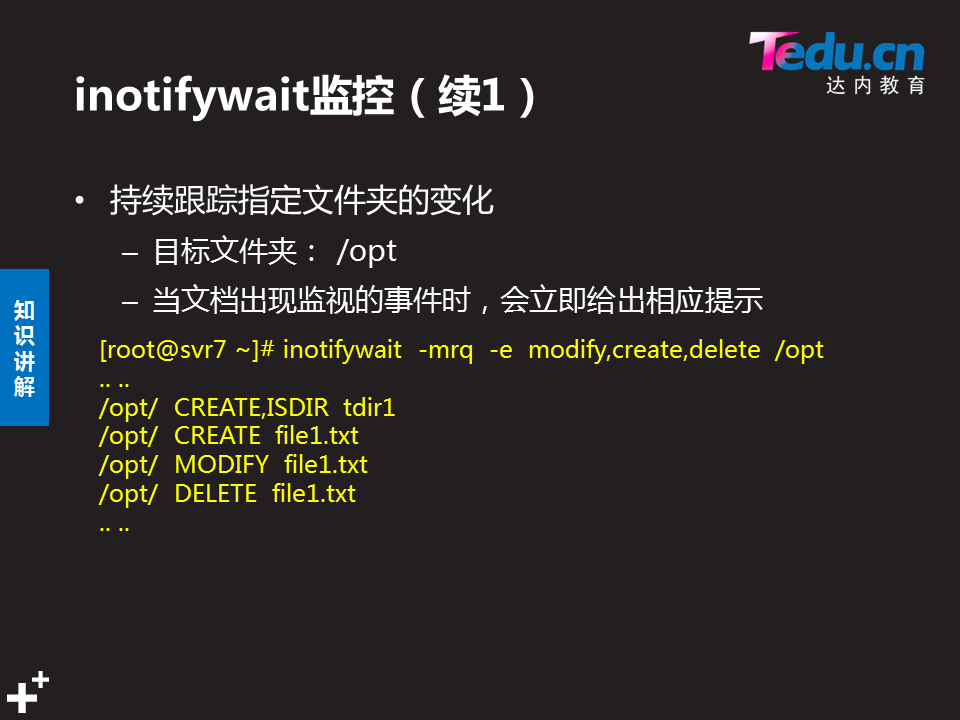 Tedu.cn
达内教育
inotifywait监控（续1）
• 持续跟踪指定文件夹的变化
– 目标文件夹： /opt
– 当文档出现监视的事件时，会立即给出相应提示
知识讲解
[root@svr7 ~]# inotifywait -mrq -e modify,create,delete /opt
.. ..
/opt/ CREATE,ISDIR tdir1
/opt/ CREATE file1.txt
/opt/ MODIFY file1.txt
/opt/ DELETE file1.txt
.. ..